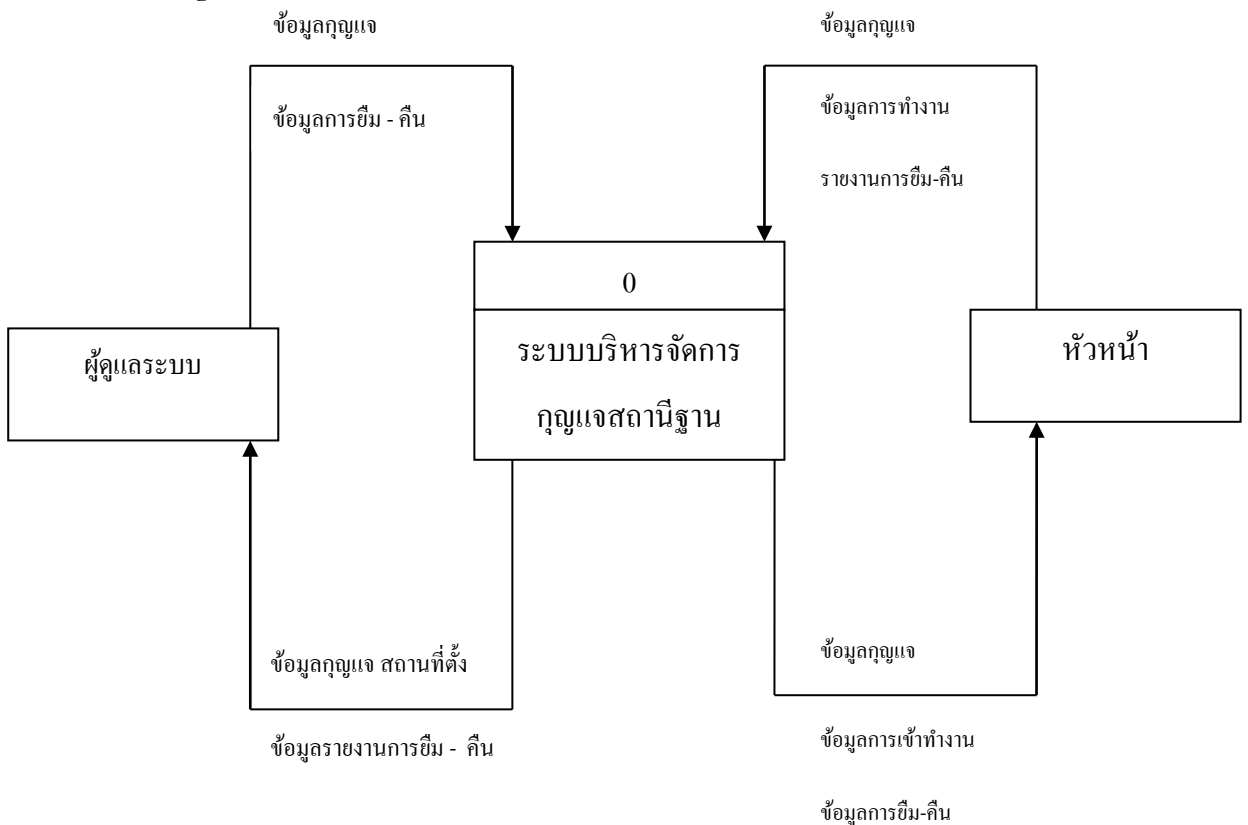 ข้อมูลกุญแจ
ข้อมูลกุญแจ
ข้อมูลการยืม - คืน
ข้อมูลการทำงาน
รายงานการยืม-คืน
0
ระบบบริหารจัดการ
กุญแจสถานีฐาน
ผู้ดูแลระบบ
หัวหน้า
ข้อมูลกุญแจ สถานที่ตั้ง
ข้อมูลรายงานการยืม - คืน
ข้อมูลกุญแจ
ข้อมูลการเข้าทำงาน
ข้อมูลการยืม-คืน